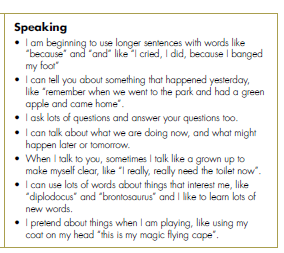 Speaking
• I am beginning to use longer sentences with words like
"because" and "and" like "I cried, I did, because I banged
my foot"
• I can tell you about something that happened yesterday,
like "remember when we went to the park and had a green
apple and came home".
• I ask lots of questions and answer your questions too.
• I can talk about what we are doing now, and what might
happen later or tomorrow.
• When I talk to you, sometimes I talk like a grown up to
make myself clear, like "I really, really need the toilet now".
• I can use lots of words about things that interest me, like
"diplodocus" and "brontosaurus" and I like to learn lots of
new words.
• I pretend about things when I am playing, like using my
coat on my head "this is my magic flying cape".